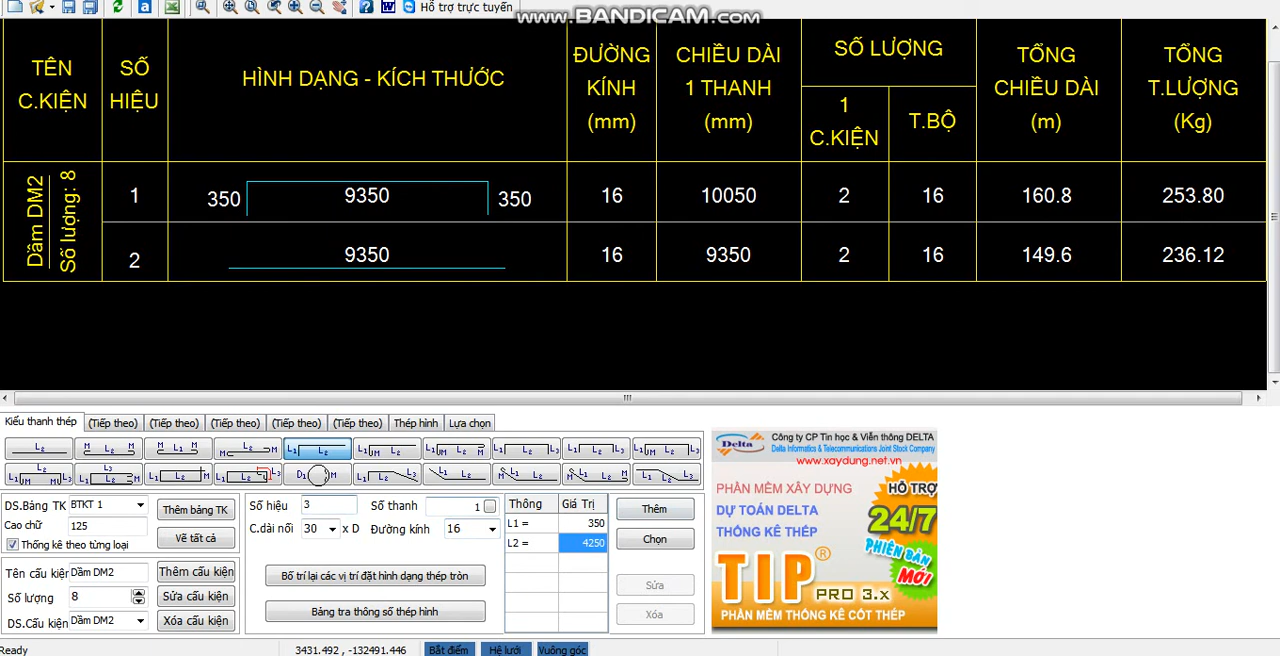 Hỗ trợ trực tuyến
www.BANDICAM.com
TÊN
C.KIỆN
SỐ
HIỆU
HÌNH DẠNG - KÍCH THƯỚC
ĐƯỜNG
KÍNH
(mm)
CHIỀU DÀI
1 THANH
(mm)
SỐ LƯỢNG
1
C.KIỆN
T.BỘ
TỔNG
CHIỀU DÀI
(m)
TỔNG
T.LƯỢNG
(Kg)
Dầm DM2
Số lượng: 8
1 350 9350 350 16 10050 2 16 160.8 253.80
2 9350 16 9350 2 16 149.6 236.12
Kiểu thanh thép (Tiếp theo) (Tiếp theo) (Tiếp theo) (Tiếp theo) (Tiếp theo) Thép hình Lựa chọn
DS.Bảng TK BTKT 1 Thêm bảng TK
Cao chữ 125
Thống kê theo từng loại Vẽ tất cả
Tên cấu kiện Dầm DM2 Thêm cấu kiện
Số lượng 8 Sửa cấu kiện
DS.Cấu kiện Dầm DM2 Xóa cấu kiện
Số hiệu 3 Số thanh 1
C.dài nối 30 x D Đường kính 16
Bố trí lại các vị trí đặt hình dạng thép tròn
Bảng tra thông số thép hình
Thông Giá Trị
L1 = 350
L2 = 4250
Thêm
Chọn
Sửa
Xóa
Delta
Công ty CP Tin học & Viễn thông DELTA
Delta Informatics & Telecommunications Joint Stock Company
www.xaydung.net.vn
PHẦN MỀM XÂY DỰNG
DỰ TOÁN DELTA
THỐNG KÊ THÉP
HỖ TRỢ
24/7
PHIÊN BẢN
MỚI
TIP ® PRO 3.x
PHẦN MỀM THỐNG KÊ CỐT THÉP
Ready 3431.492 , -132491.446 Bắt điểm Hệ lưới Vuông góc